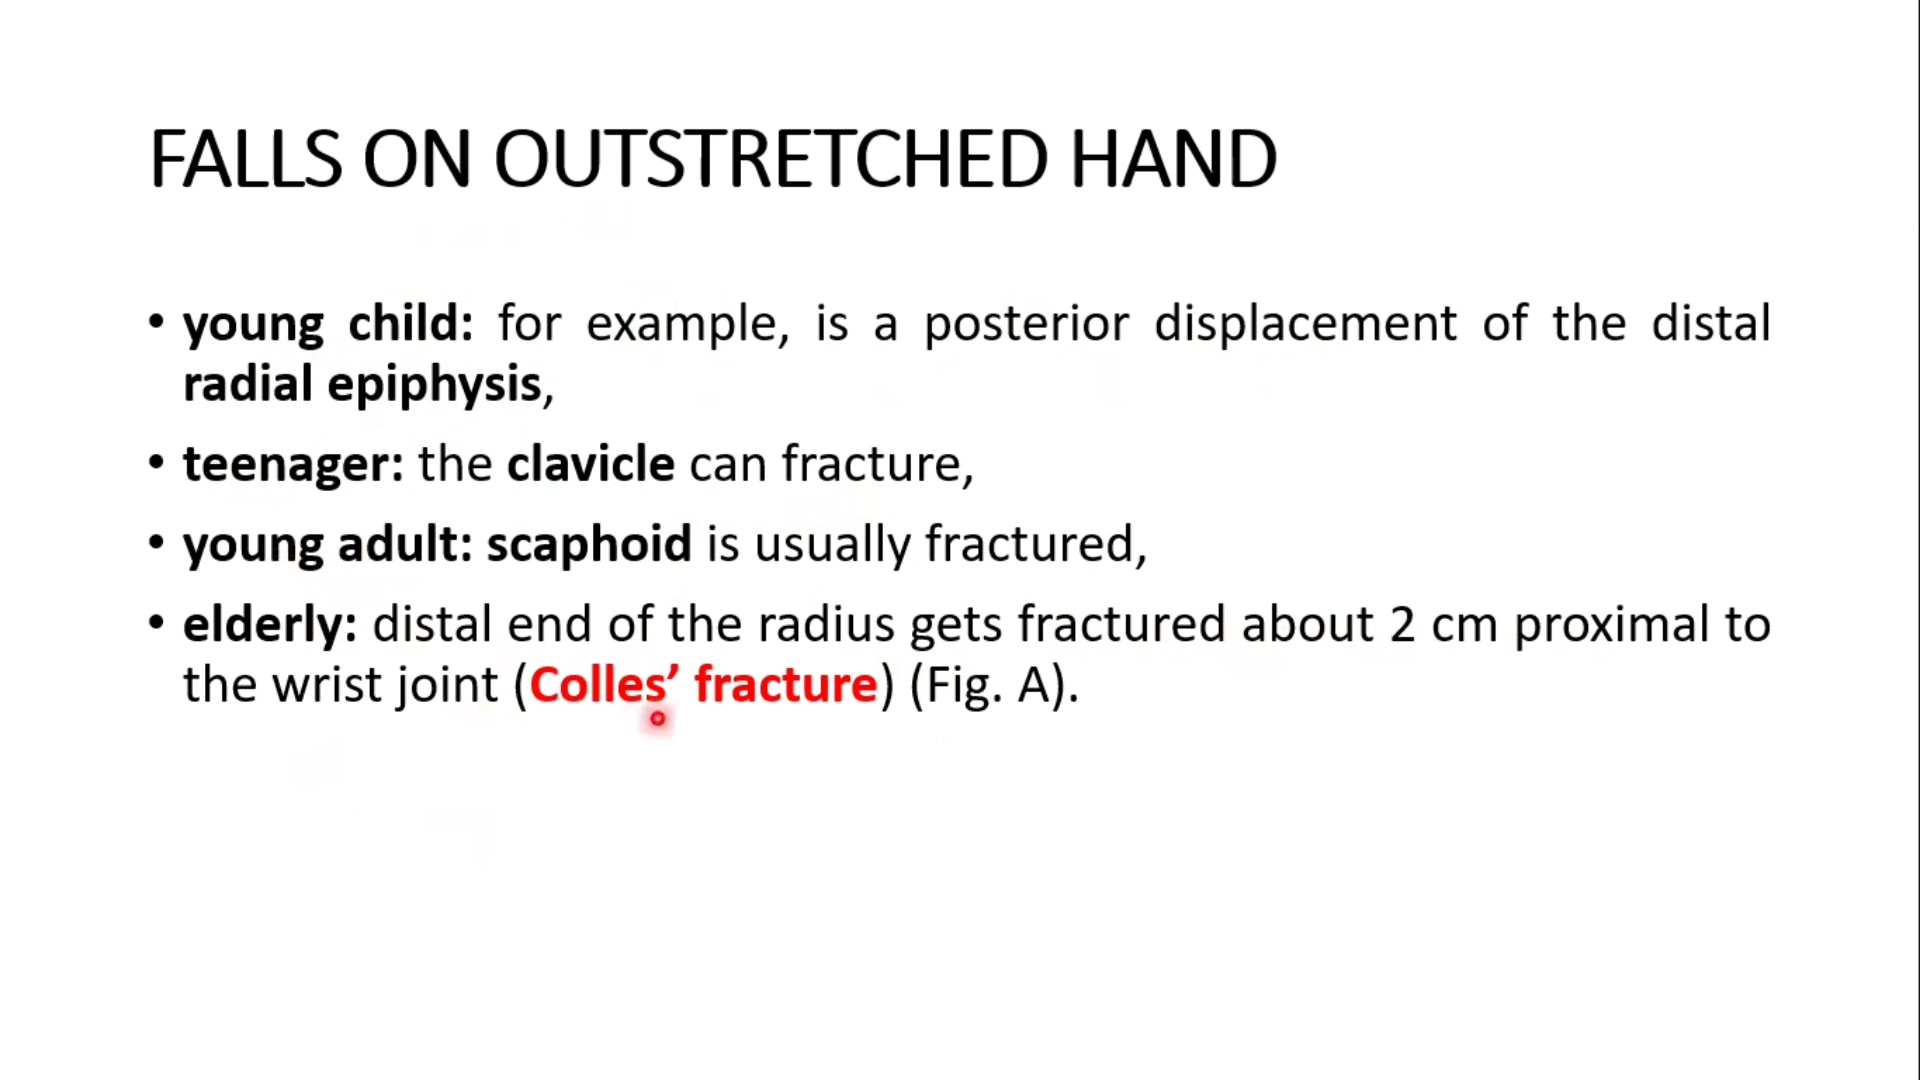 FALLS ON OUTSTRETCHED HAND
• young child: for example, is a posterior displacement of the distal
radial epiphysis,
• teenager: the clavicle can fracture,
• young adult: scaphoid is usually fractured,
• elderly: distal end of the radius gets fractured about 2 cm proximal to
the wrist joint (Colles’ fracture) (Fig. A).